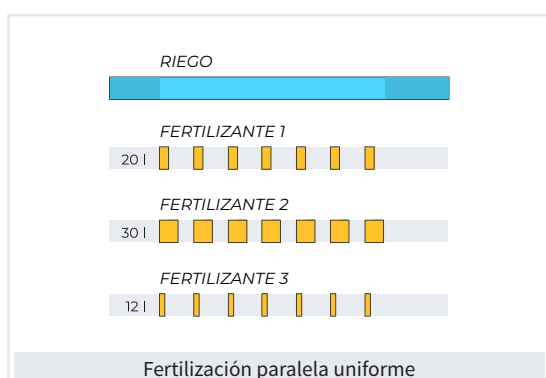 RIEGO
FERTILIZANTE 1
20 l
FERTILIZANTE 2
30 l
FERTILIZANTE 3
12 l
Fertilización paralela uniforme